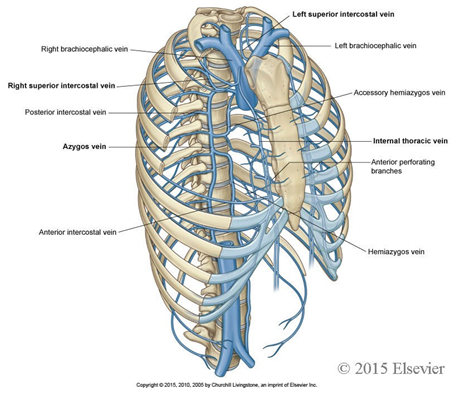 Left superior intercostal vein
Right brachiocephalic vein
Left brachiocephalic vein
Right superior intercostal vein
Accessory hemiazygos vein
Posterior intercostal vein
Internal thoracic vein
Azygos vein
Anterior perforating
branches
Anterior intercostal vein
Hemiazygos vein
© 2015 Elsevier
Copyright © 2015, 2010, 2005 by Churchill Livingstone, an imprint of Elsevier Inc.